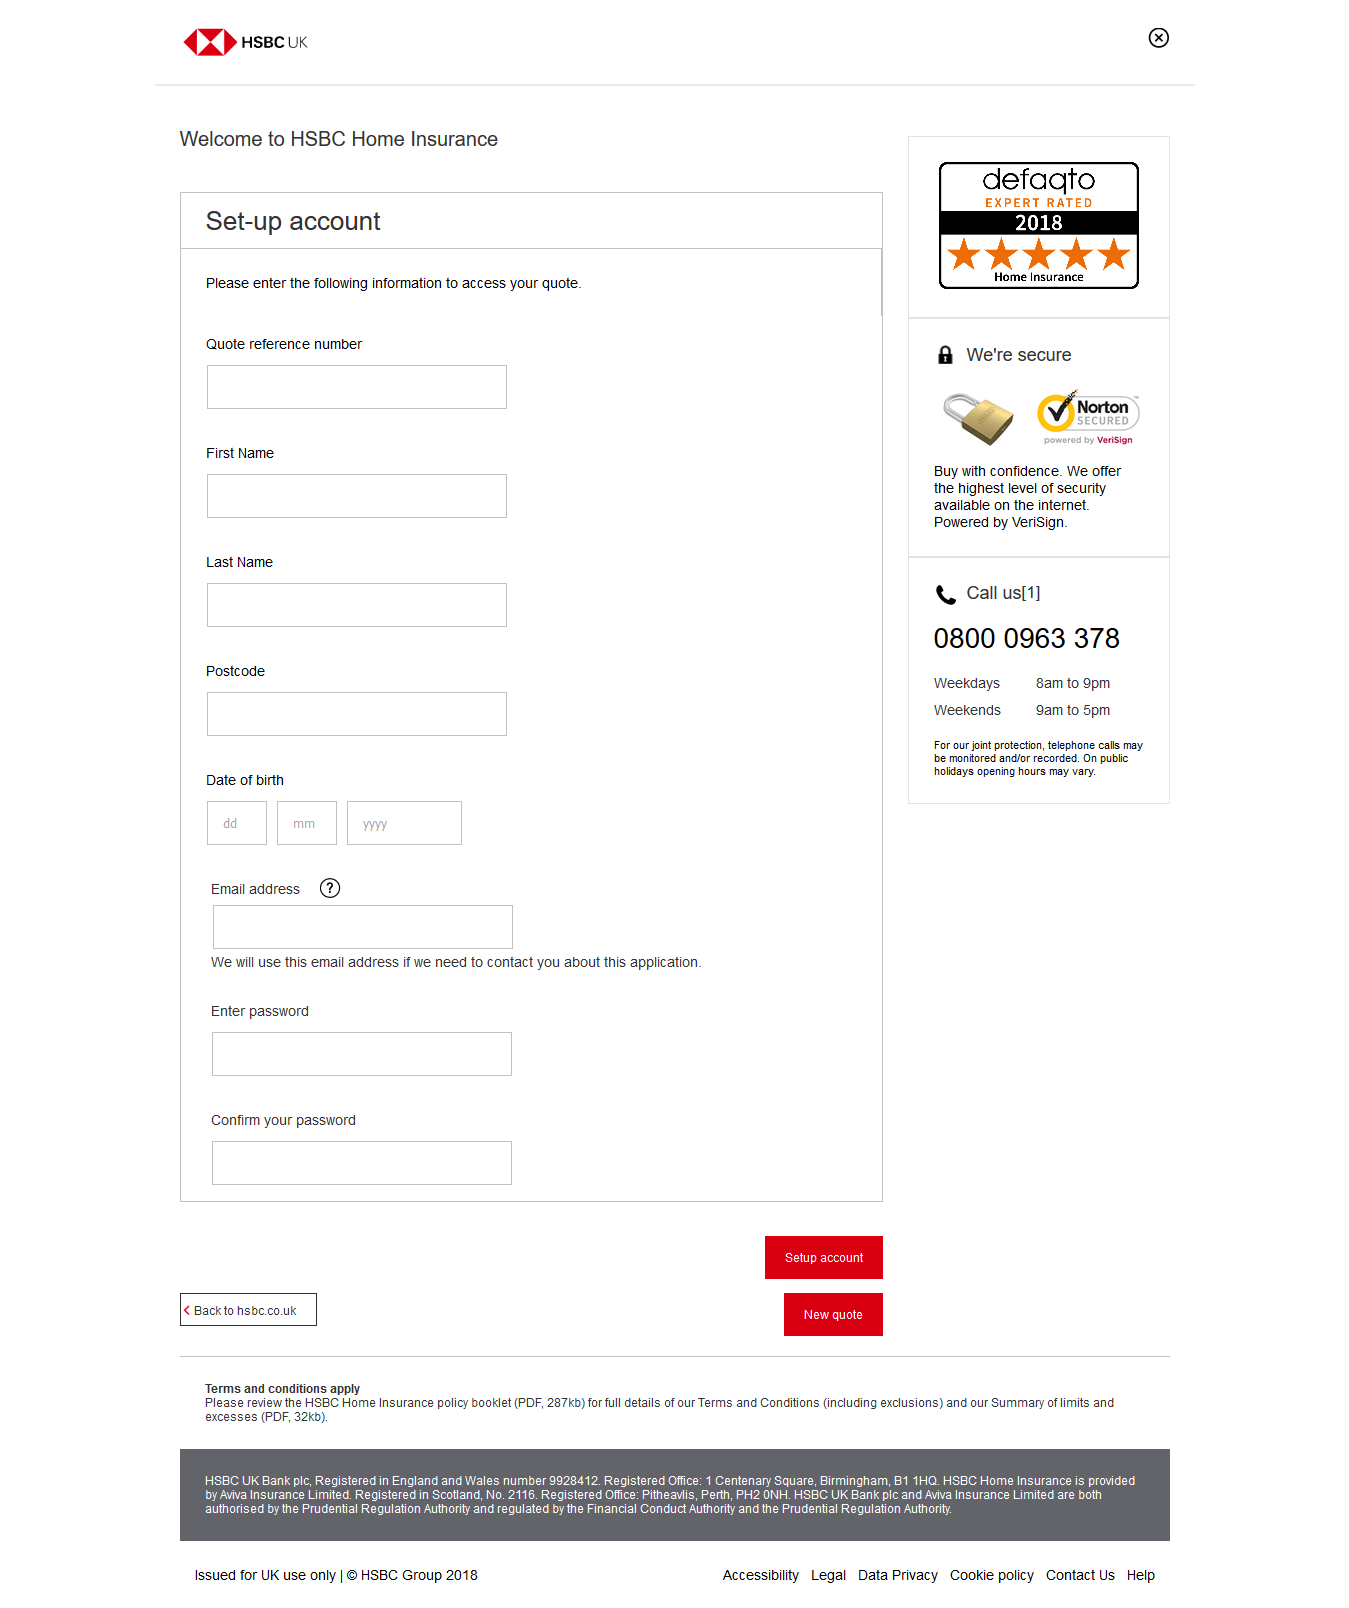 HSBC UK
Welcome to HSBC Home Insurance
Set-up account
Please enter the following information to access your quote.
Quote reference number
First Name
Last Name
Postcode
Date of birth
dd mm yyyy
Email address ?
We will use this email address if we need to contact you about this application.
Enter password
Confirm your password
Setup account
Back to hsbc.co.uk
New quote
defaqto
EXPERT RATED
2018
Home Insurance
We're secure
Norton
SECURED
powered by VeriSign
Buy with confidence. We offer
the highest level of security
available on the internet.
Powered by VeriSign.
Call us[1]
0800 0963 378
Weekdays 8am to 9pm
Weekends 9am to 5pm
For our joint protection, telephone calls may
be monitored and/or recorded. On public
holidays opening hours may vary.
Terms and conditions apply
Please review the HSBC Home Insurance policy booklet (PDF, 287kb) for full details of our Terms and Conditions (including exclusions) and our Summary of limits and
excesses (PDF, 32kb).
HSBC UK Bank plc, Registered in England and Wales number 9928412. Registered Office: 1 Centenary Square, Birmingham, B1 1HQ. HSBC Home Insurance is provided
by Aviva Insurance Limited. Registered in Scotland, No. 2116. Registered Office: Pitheavlis, Perth, PH2 0NH. HSBC UK Bank plc and Aviva Insurance Limited are both
authorised by the Prudential Regulation Authority and regulated by the Financial Conduct Authority and the Prudential Regulation Authority.
Issued for UK use only | © HSBC Group 2018
Accessibility Legal Data Privacy Cookie policy Contact Us Help